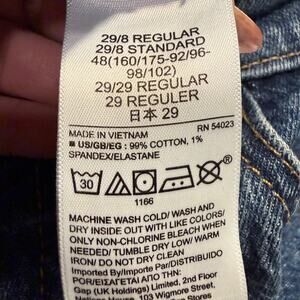 29/8 REGULAR
29/8 STANDARD
48(160/175-92/96-
98/102)
29/29 REGULAR
29 REGULER
日本 29
MADE IN VIETNAM
RN 54023
■ US/GB/EG: 99% COTTON, 1%
SPANDEX/ELASTANE
30
1166
MACHINE WASH COLD/ WASH AND
DRY INSIDE OUT WITH LIKE COLORS/
ONLY NON-CHLORINE BLEACH WHEN
NEEDED/ TUMBLE DRY LOW/ WARM
IRON/ DO NOT DRY CLEAN
Imported By/Importado Par/DISTRIBUIDO
POR/ΕΙΣΑΓΕΤΑΙ ΑΠΟ ΤΗΝ:
Gap (UK Holdings) Limited, 2nd Floor
House, 103 Wigmore Street,
Stores